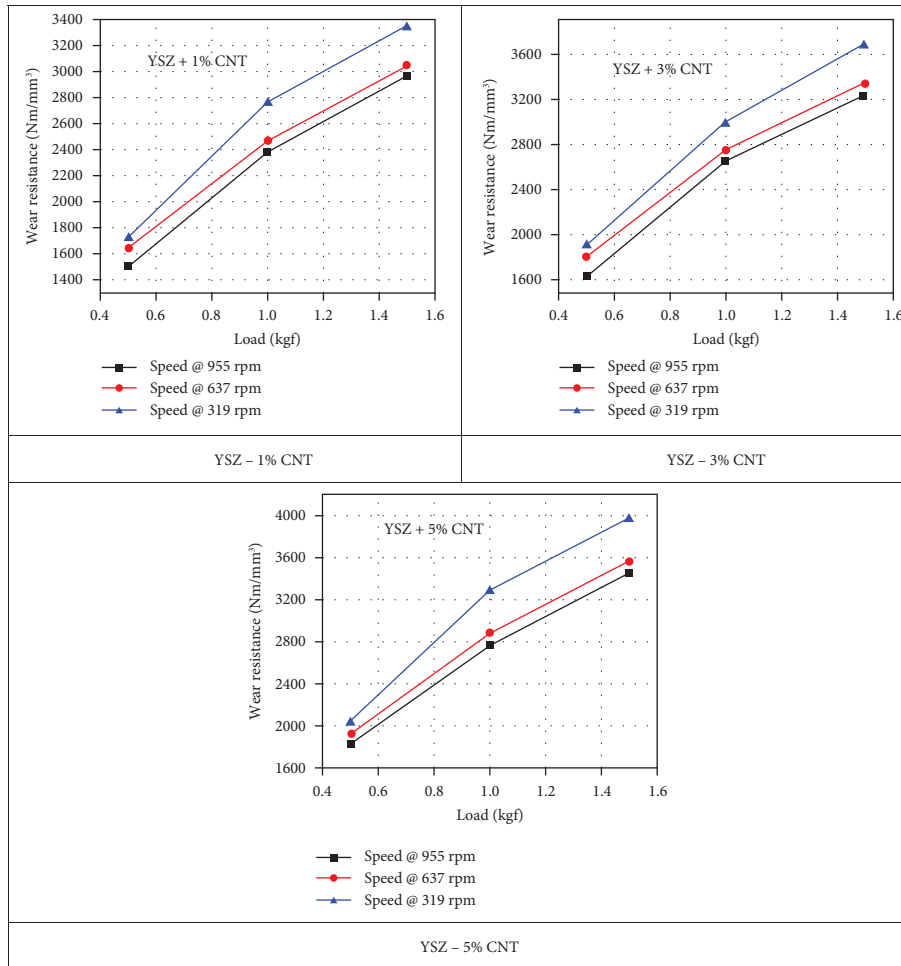 3400
3200
3000
2800
2600
2400
2200
2000
1800
1600
1400
Wear resistance (Nm/mm³)
YSZ + 1% CNT
0.4 0.6 0.8 1.0 1.2 1.4 1.6
Load (kgf)
Speed @ 955 rpm
Speed @ 637 rpm
Speed @ 319 rpm
YSZ – 1% CNT
3600
3200
2800
2400
2000
1600
Wear resistance (Nm/mm³)
YSZ + 3% CNT
0.4 0.6 0.8 1.0 1.2 1.4 1.6
Load (kgf)
Speed @ 955 rpm
Speed @ 637 rpm
Speed @ 319 rpm
YSZ – 3% CNT
4000
3600
3200
2800
2400
2000
1600
Wear resistance (Nm/mm³)
YSZ + 5% CNT
0.4 0.6 0.8 1.0 1.2 1.4 1.6
Load (kgf)
Speed @ 955 rpm
Speed @ 637 rpm
Speed @ 319 rpm
YSZ – 5% CNT